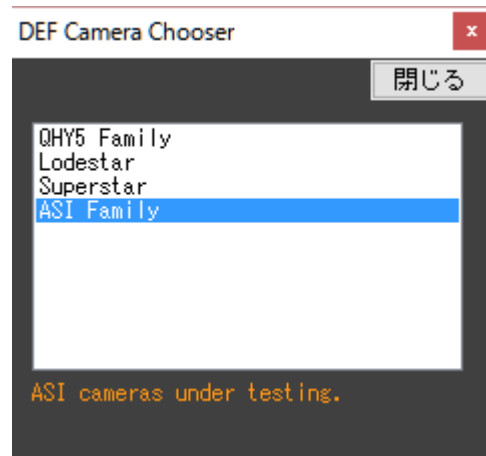 DEF Camera Chooser
x
閉じる
QHY5 Family
Lodestar
Superstar
ASI Family
ASI cameras under testing.